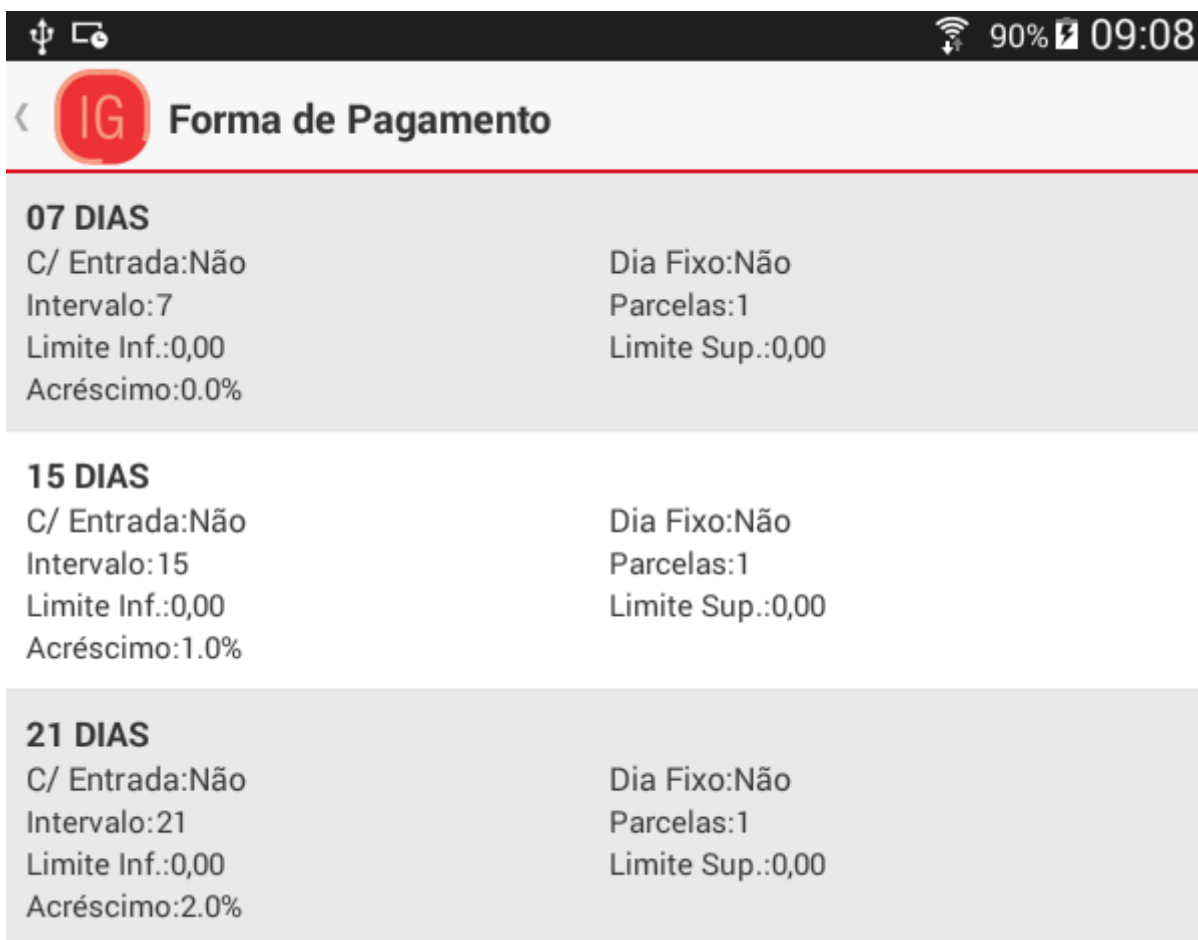 90% 09:08
IG Forma de Pagamento
07 DIAS
C/ Entrada:Não Dia Fixo:Não
Intervalo:7 Parcelas:1
Limite Inf.:0,00 Limite Sup.:0,00
Acréscimo:0.0%
15 DIAS
C/ Entrada:Não Dia Fixo:Não
Intervalo:15 Parcelas:1
Limite Inf.:0,00 Limite Sup.:0,00
Acréscimo:1.0%
21 DIAS
C/ Entrada:Não Dia Fixo:Não
Intervalo:21 Parcelas:1
Limite Inf.:0,00 Limite Sup.:0,00
Acréscimo:2.0%